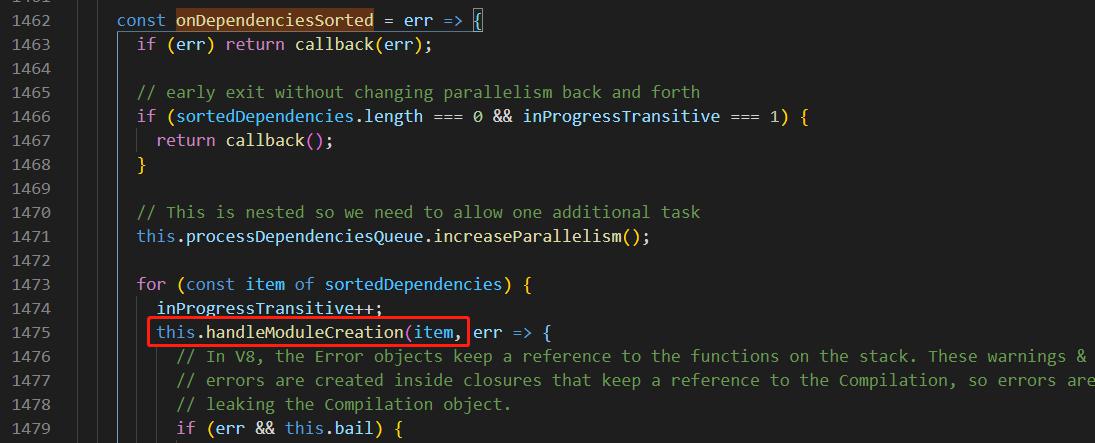 1462 const onDependenciesSorted = err => {
1463 if (err) return callback(err);
1464
1465 // early exit without changing parallelism back and forth
1466 if (sortedDependencies.length === 0 && inProgressTransitive === 1) {
1467 return callback();
1468 }
1469
1470 // This is nested so we need to allow one additional task
1471 this.processDependenciesQueue.increaseParallelism();
1472
1473 for (const item of sortedDependencies) {
1474 inProgressTransitive++;
1475 this.handleModuleCreation(item, err => {
1476 // In V8, the Error objects keep a reference to the functions on the stack. These warnings &
1477 // errors are created inside closures that keep a reference to the Compilation, so errors are
1478 // leaking the Compilation object.
1479 if (err && this.bail) {